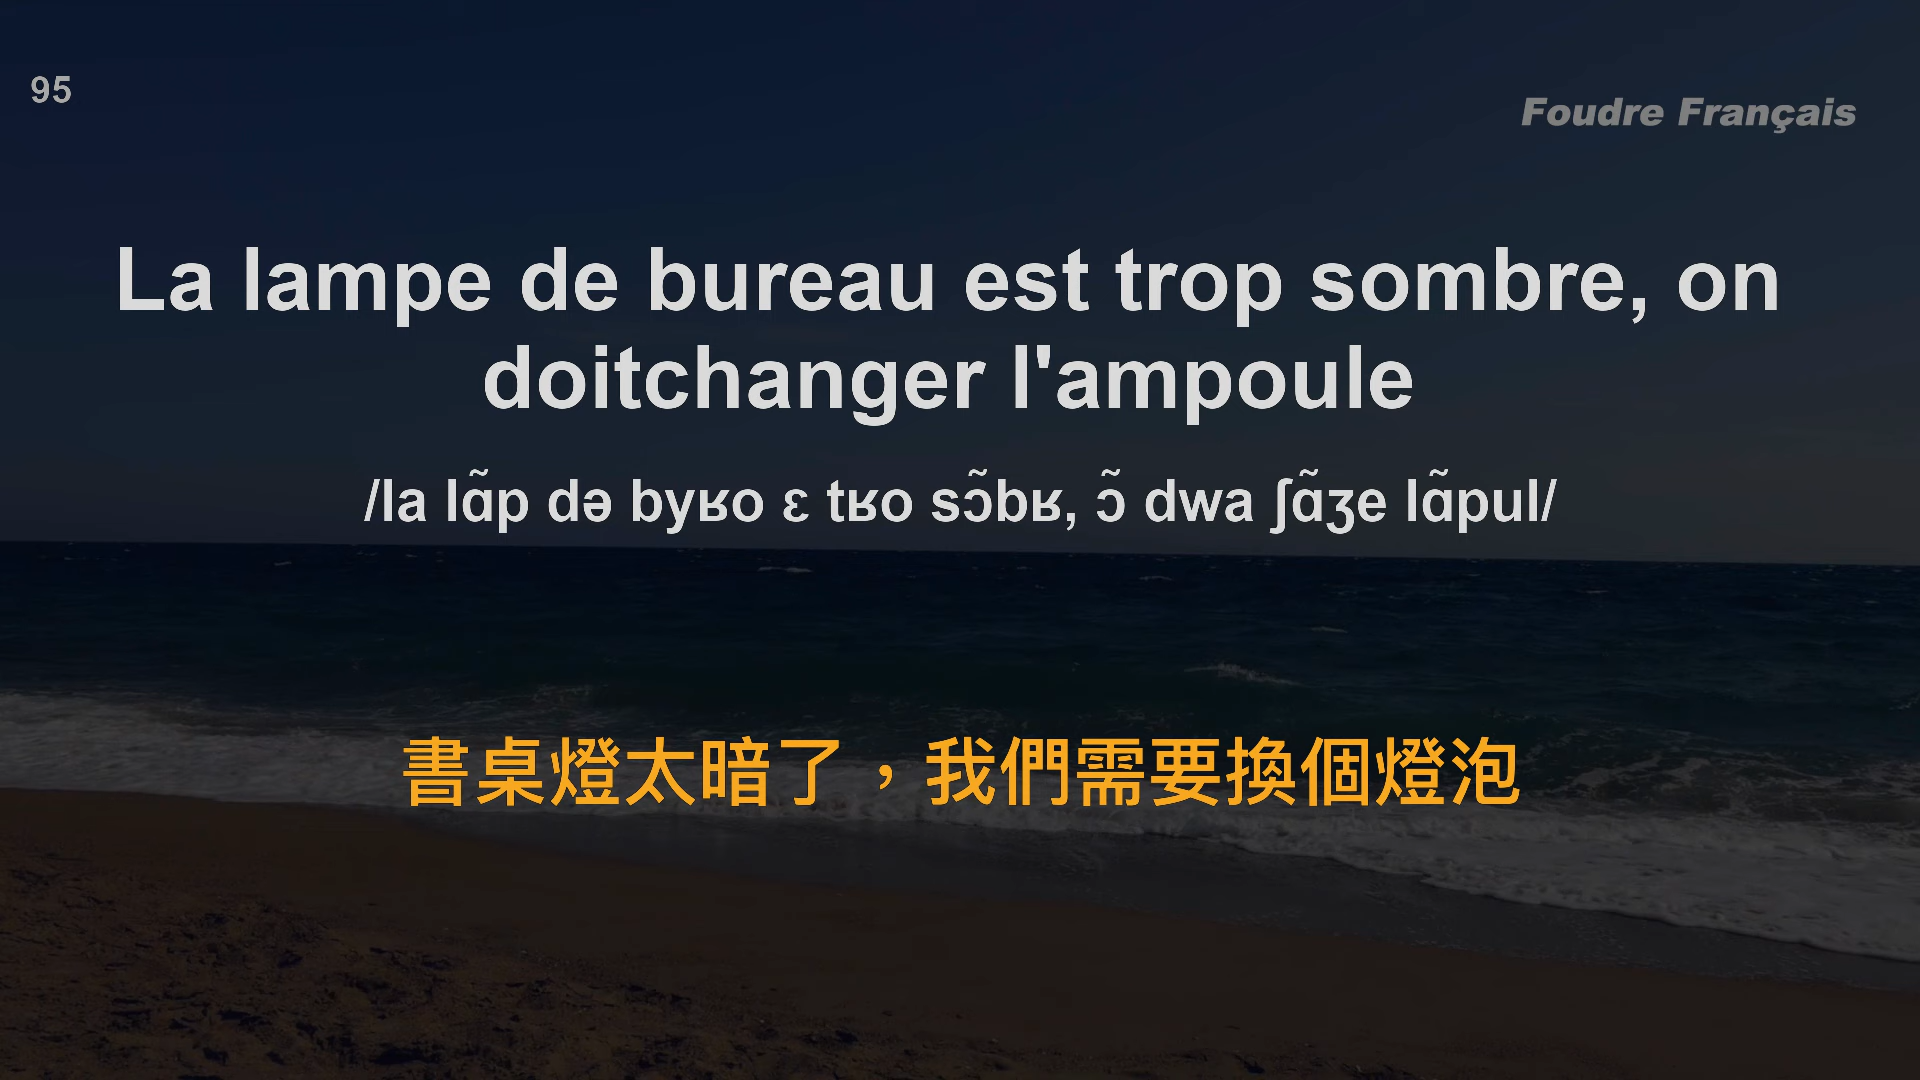 95
Foudre Français
La lampe de bureau est trop sombre, on
doitchanger l'ampoule
/la lɑ̃p də byʁo ɛ tʁo sɔ̃bʁ, ɔ̃ dwa ʃɑ̃ʒe lɑ̃pul/
書桌燈太暗了，我們需要換個燈泡